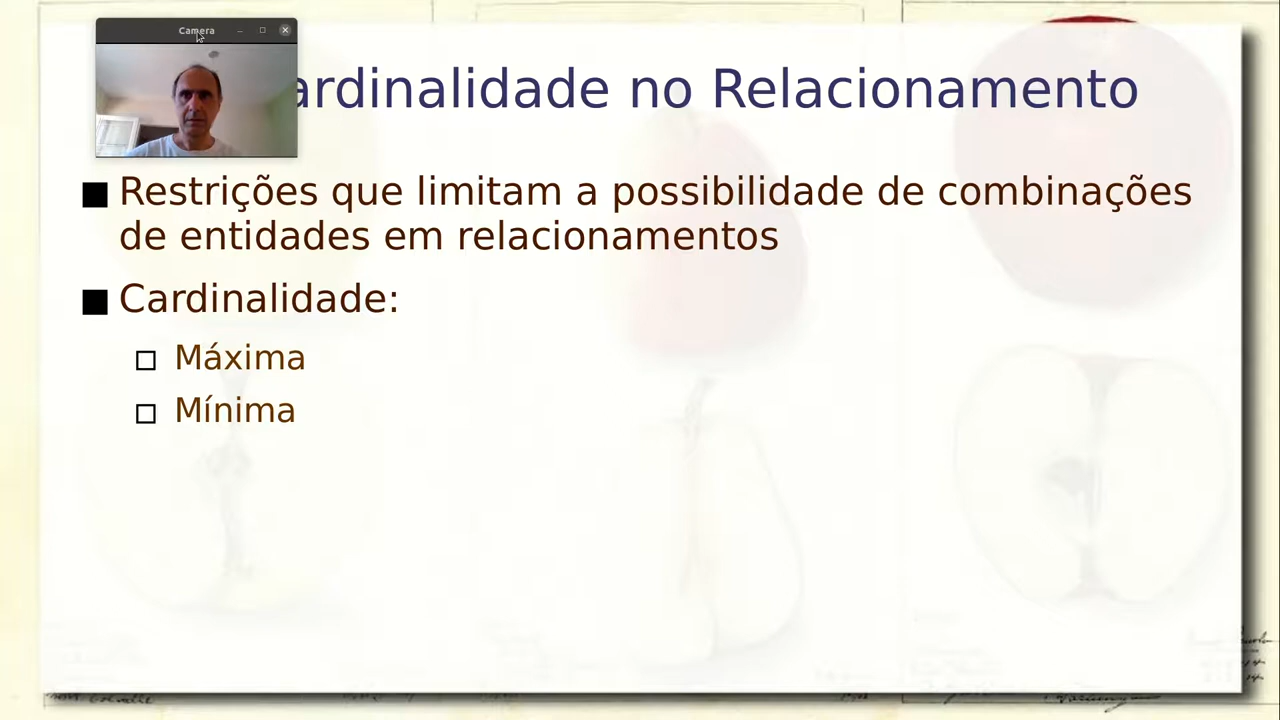 Camera
ardinalidade no Relacionamento
Restrições que limitam a possibilidade de combinações
de entidades em relacionamentos
Cardinalidade:
Máxima
Mínima